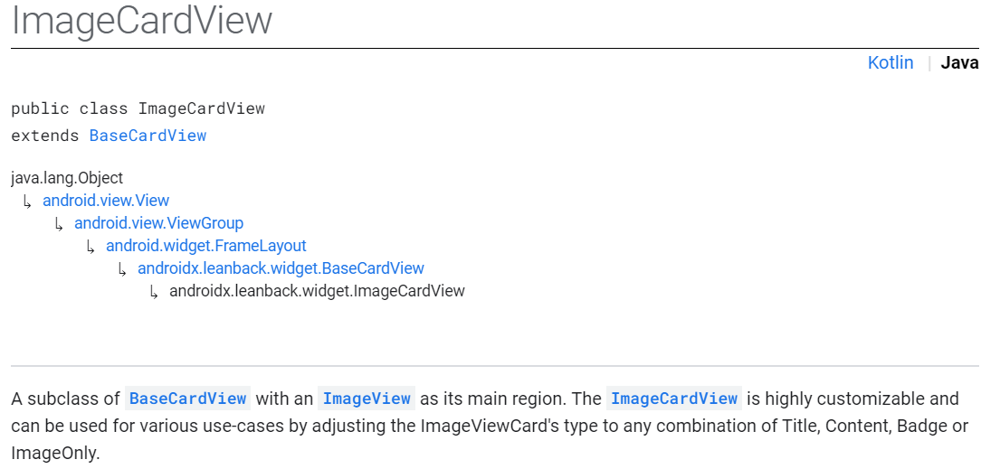 ImageCardView
Kotlin | Java
public class ImageCardView
extends BaseCardView
java.lang.Object
↳ android.view.View
↳ android.view.ViewGroup
↳ android.widget.FrameLayout
↳ androidx.leanback.widget.BaseCardView
↳ androidx.leanback.widget.ImageCardView
A subclass of BaseCardView with an ImageView as its main region. The ImageCardView is highly customizable and
can be used for various use-cases by adjusting the ImageViewCard's type to any combination of Title, Content, Badge or
ImageOnly.